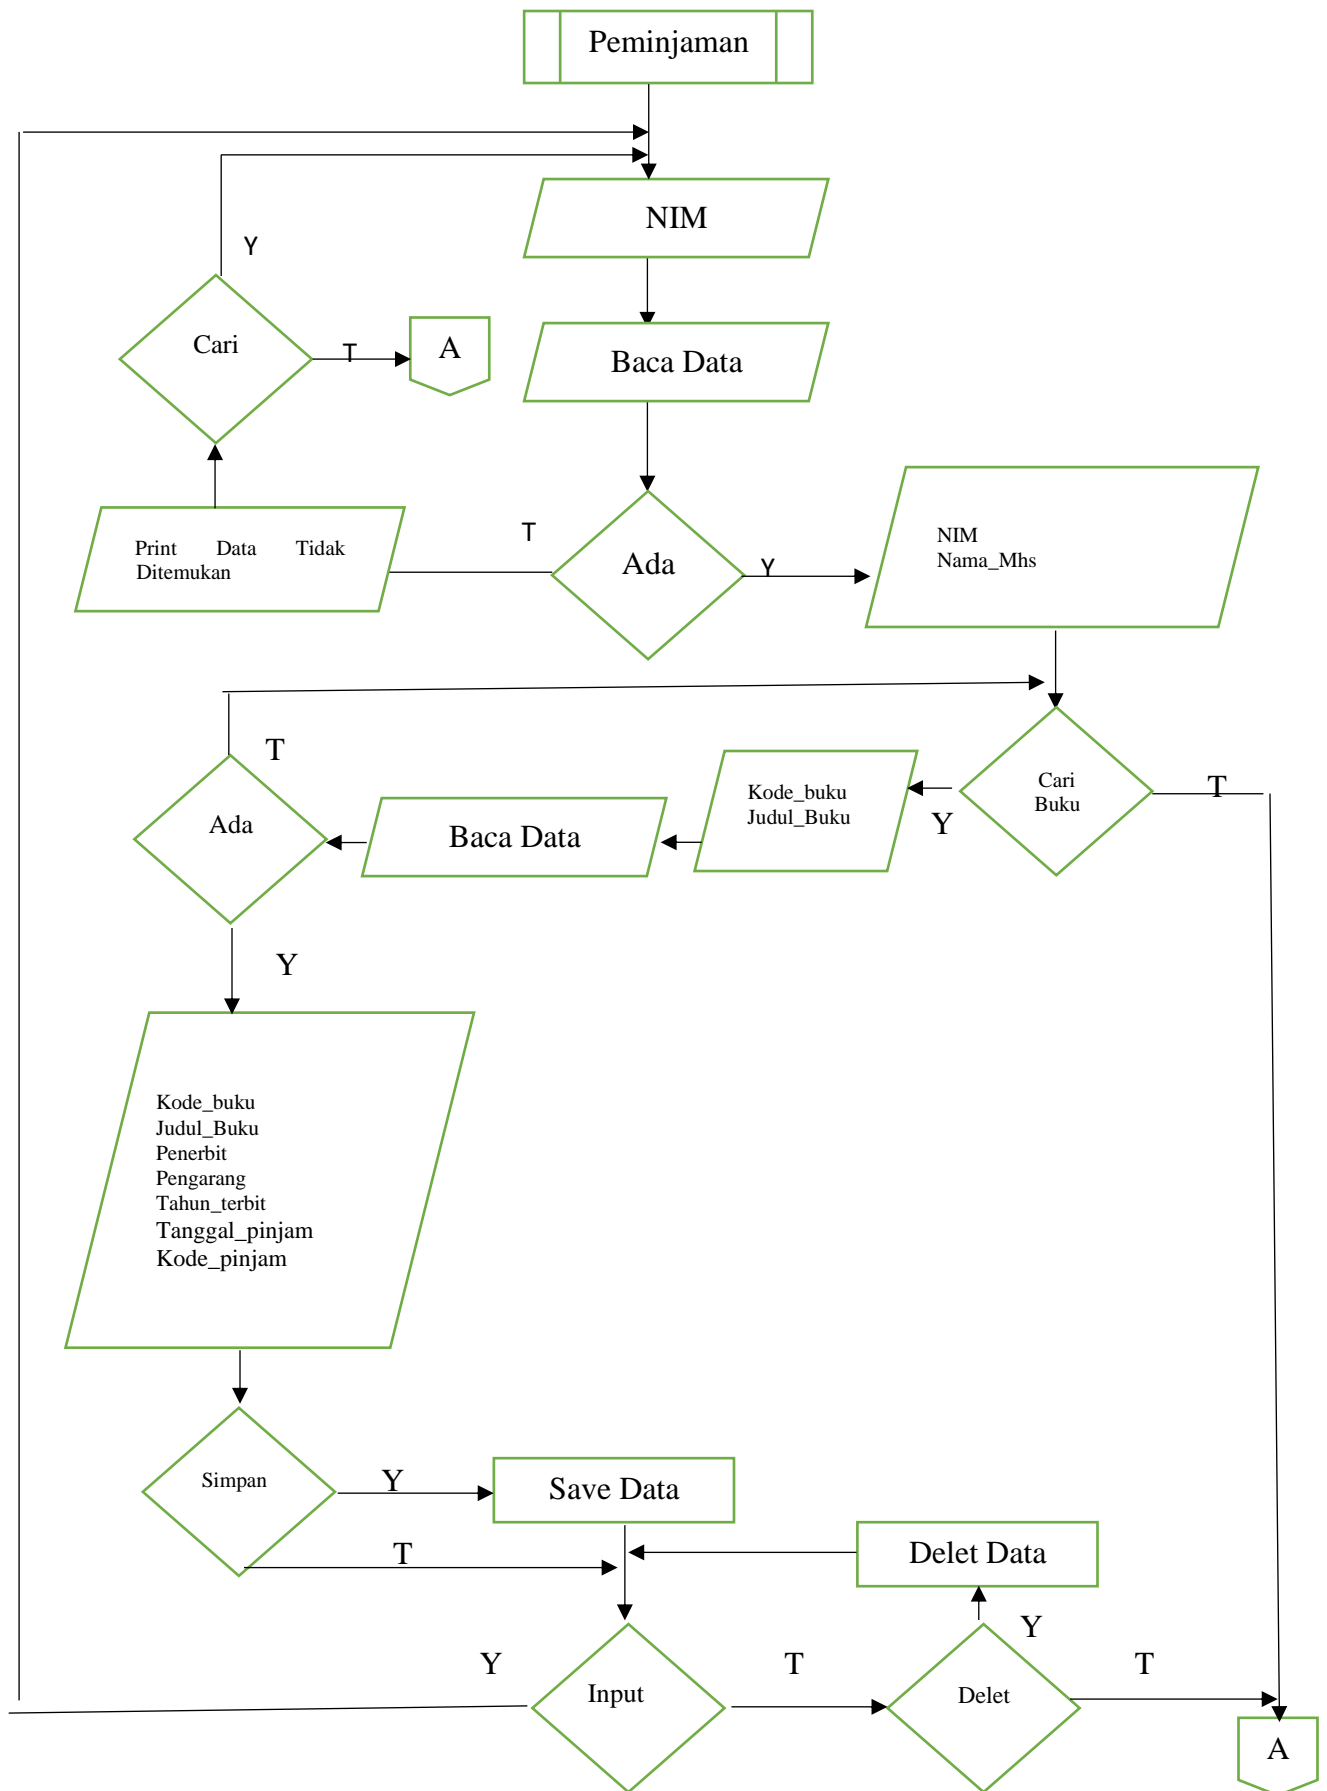 Peminjaman
NIM
Y
Cari
T
A
Baca Data
Print Data Tidak
Ditemukan
T
Ada
Y
NIM
Nama_Mhs
T
Ada
Baca Data
Kode_buku
Judul_Buku
Y
Cari
Buku
T
Y
Kode_buku
Judul_Buku
Penerbit
Pengarang
Tahun_terbit
Tanggal_pinjam
Kode_pinjam
Simpan
Y
Save Data
T
Delet Data
Y
Y
Input
T
Delet
T
A